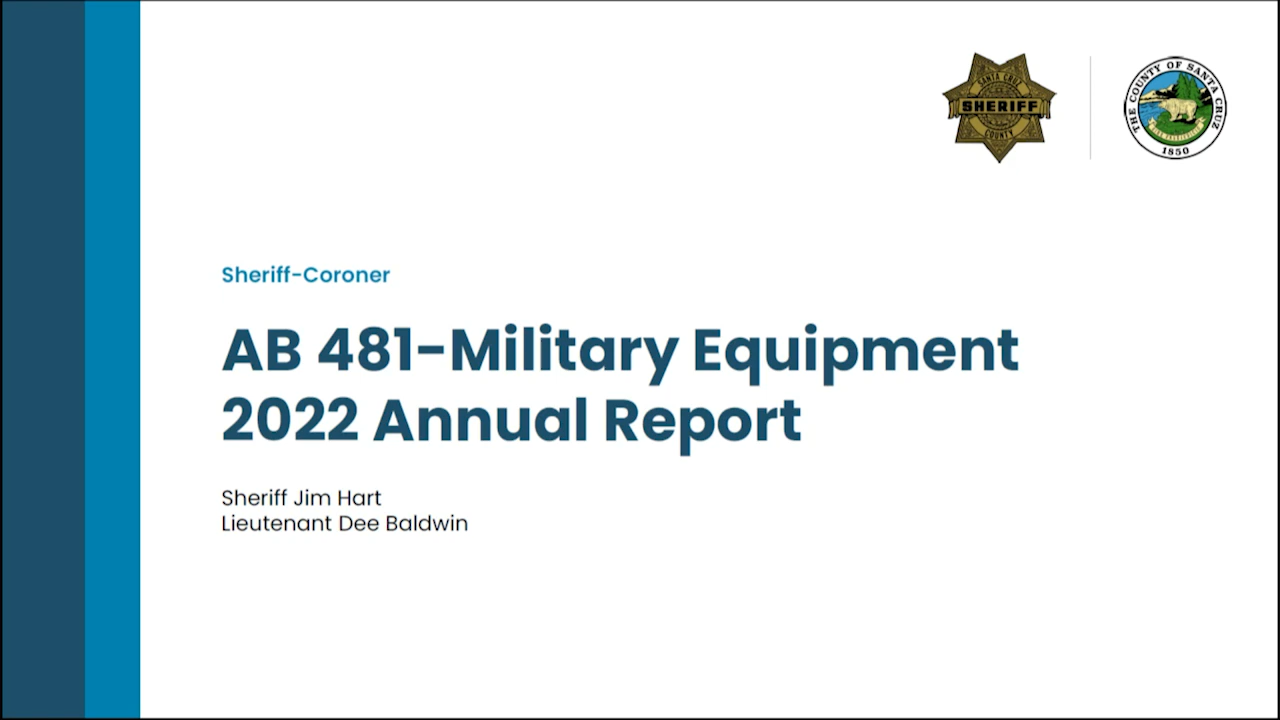 SANTA CRUZ
SHERIFF
COUNTY
THE COUNTY OF SANTA CRUZ
1850
Sheriff-Coroner
AB 481-Military Equipment
2022 Annual Report
Sheriff Jim Hart
Lieutenant Dee Baldwin